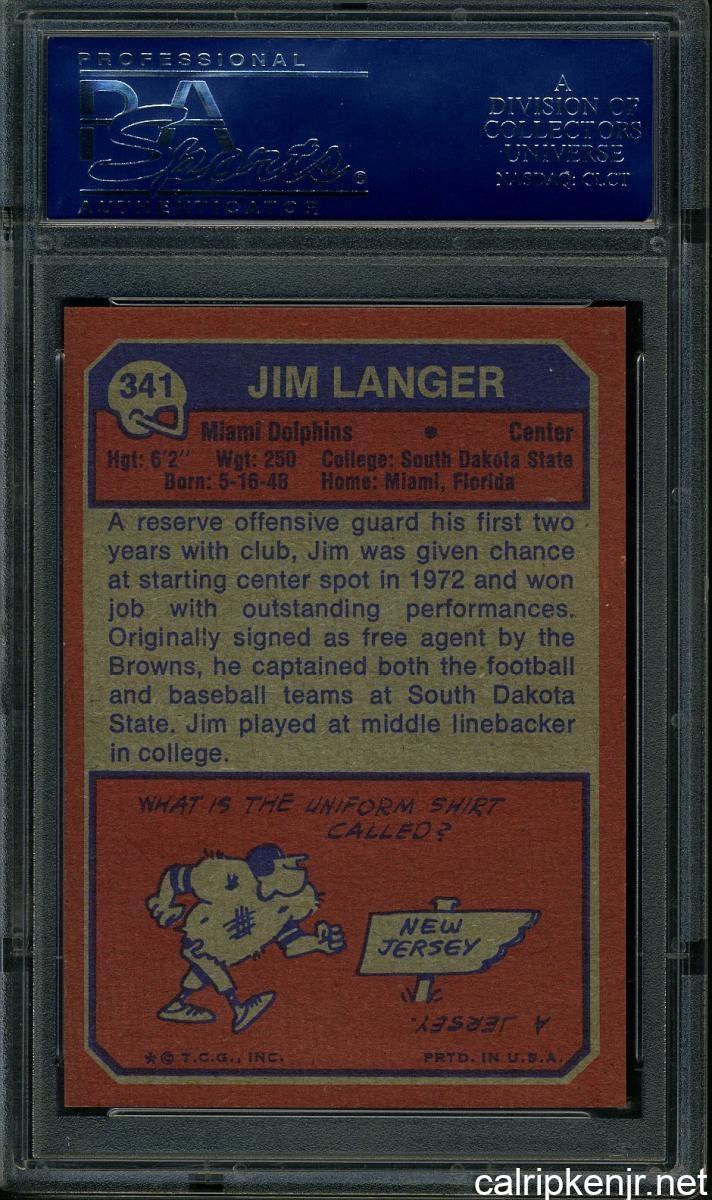 PROFESSIONAL
PSA
Sports®
AUTHENTICATOR
A
DIVISION OF
COLLECTORS
UNIVERSE
NASDAQ: CLCT
341
JIM LANGER
Miami Dolphins • Center
Hgt: 6'2" Wgt: 250 College: South Dakota State
Born: 5-16-48 Home: Miami, Florida
A reserve offensive guard his first two
years with club, Jim was given chance
at starting center spot in 1972 and won
job with outstanding performances.
Originally signed as free agent by the
Browns, he captained both the football
and baseball teams at South Dakota
State. Jim played at middle linebacker
in college.
WHAT IS THE UNIFORM SHIRT
CALLED?
NEW
JERSEY
A JERSEY.
*© T.C.G., INC. PRTD. IN U.S.A.
calripkenjr.net